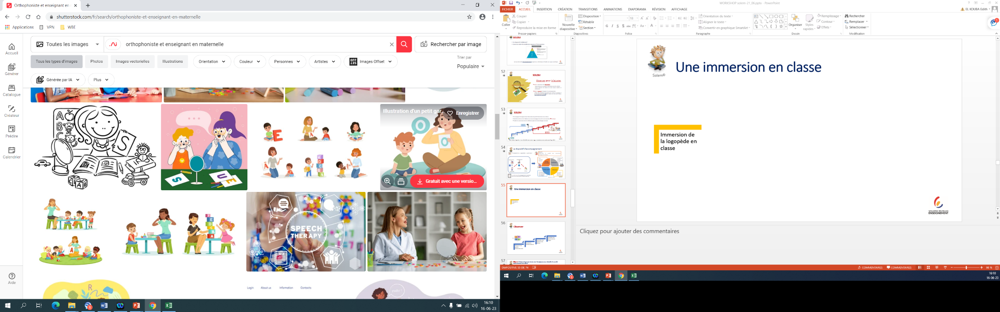 Orthophoniste et enseignant en
shutterstock.com/fr/search/orthophoniste-et-enseignant-en-maternelle
Applications
VPN
WBE
Toutes les images
orthophoniste et enseignant en maternelle
Rechercher par image
Tous les types d'images
Photos
Images vectorielles
Illustrations
Orientation
Couleur
Personnes
Artistes
OFF
SET
Images Offset
Trier par
Populaire
Générée par IA
Plus
Accueil
Générer
Catalogue
Créateur
Prédire
Calendrier
Aide
Illustration d'un petit gar...
Enregistrer
Gratuit avec une versio...
SPEECH
THERAPY
Login
About us
Information
Contacts
Hello !
16:10
16-06-23
WORKSHOP solem-21_06.pptx - PowerPoint
FICHIER
ACCUEIL
INSERTION
CRÉATION
TRANSITIONS
ANIMATIONS
DIAPORAMA
RÉVISION
AFFICHAGE
EL KOUBA Edith
Coller
Couper
Copier
Reproduire la mise en forme
Presse-papiers
Nouvelle
diapositive
Disposition
Rétablir
Section
Diapositives
18
Police
Orientation du texte
Aligner le texte
Convertir en graphique SmartArt
Paragraphe
Organiser
Styles
rapides
Remplissage
Contour
Effets
Dessin
Rechercher
Remplacer
Sélectionner
Modification
SOLEM
52
SOLEM
Observer pour (s')ajuster
53
SOLEM
54
Le dispositif d'accompagnement
55
Une immersion en classe
56
Observer
57
Une immersion en classe
Solem©
Immersion de
la logopède en
classe
WALLONIE-BRUXELLES
ENSEIGNEMENT
Cliquez pour ajouter des commentaires
DIAPOSITIVE 55 DE 74
COMMENTAIRES
COMMENTAIRES
98 %
16:10
16-06-23